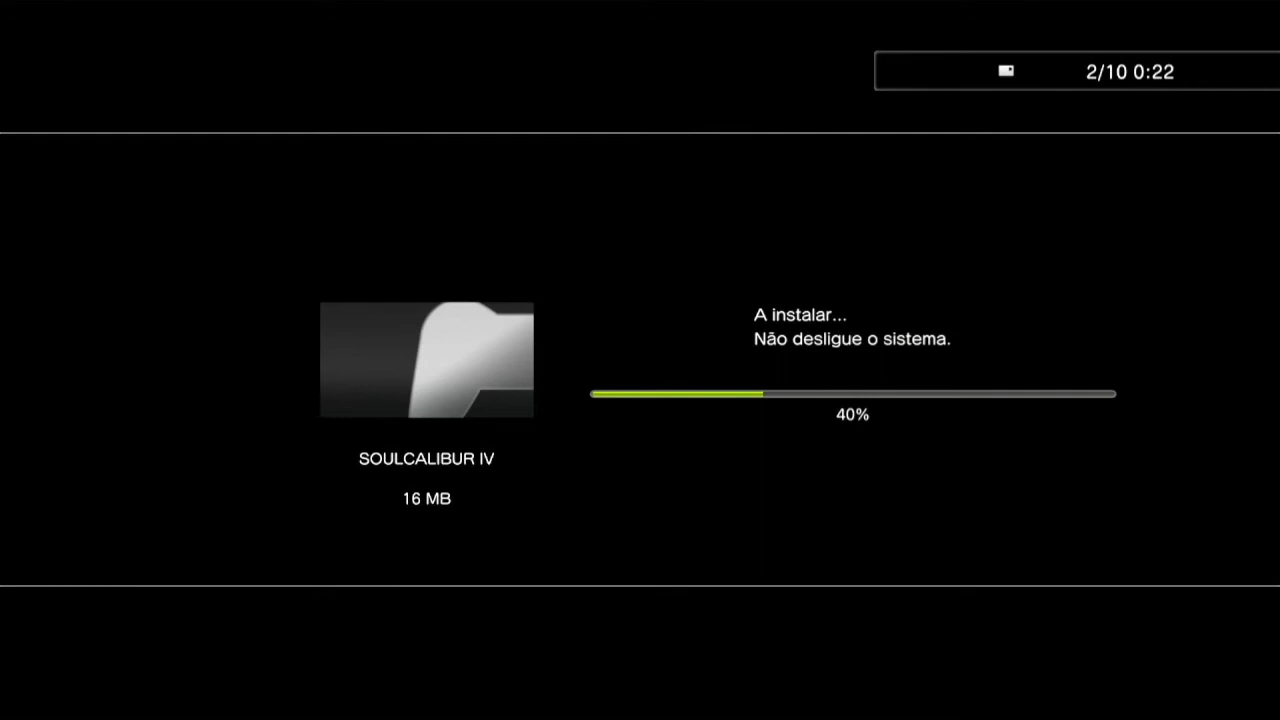 2/10 0:22
A instalar...
Não desligue o sistema.
40%
SOULCALIBUR IV
16 MB